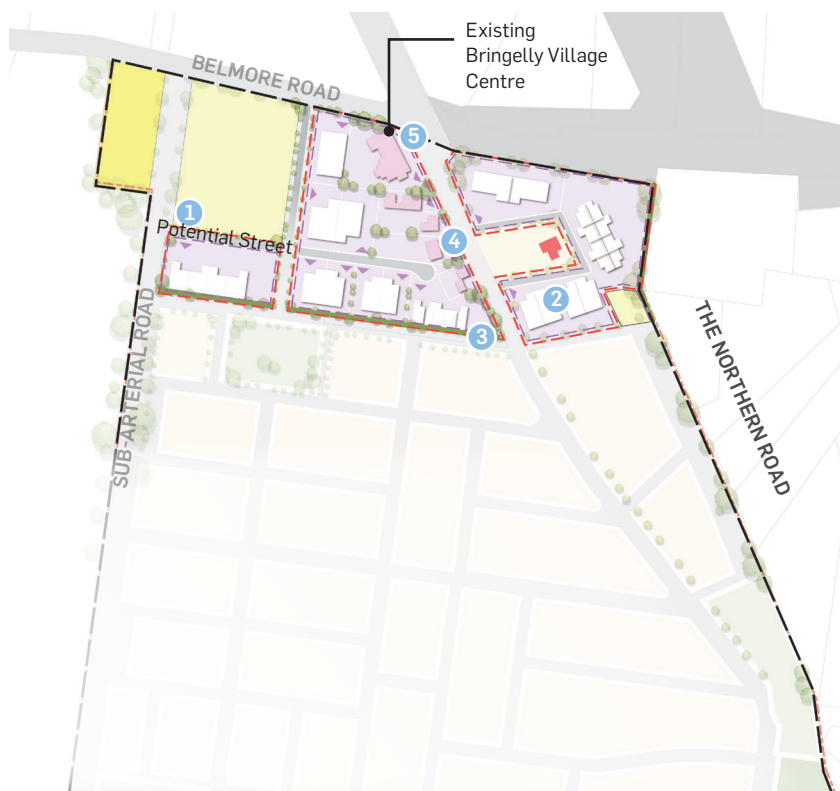 Existing
Bringelly Village
Centre
BELMORE ROAD
5
1
Potential Street
4
2
3
SUB-ARTERIAL ROAD
THE NORTHERN ROAD